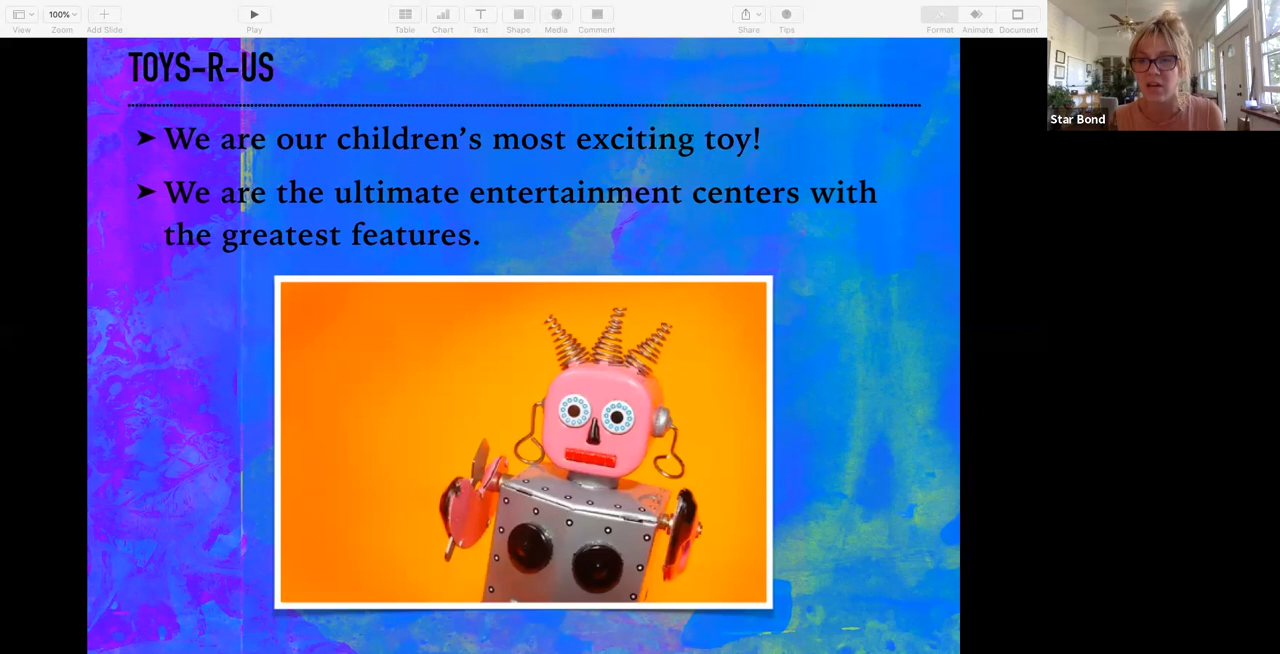 100%
View
Zoom
Add Slide
Play
Table
Chart
Text
Shape
Media
Comment
Share
Tips
Format
Animate
Document
TOYS-R-US
➤ We are our children’s most exciting toy!
➤ We are the ultimate entertainment centers with
the greatest features.
Star Bond